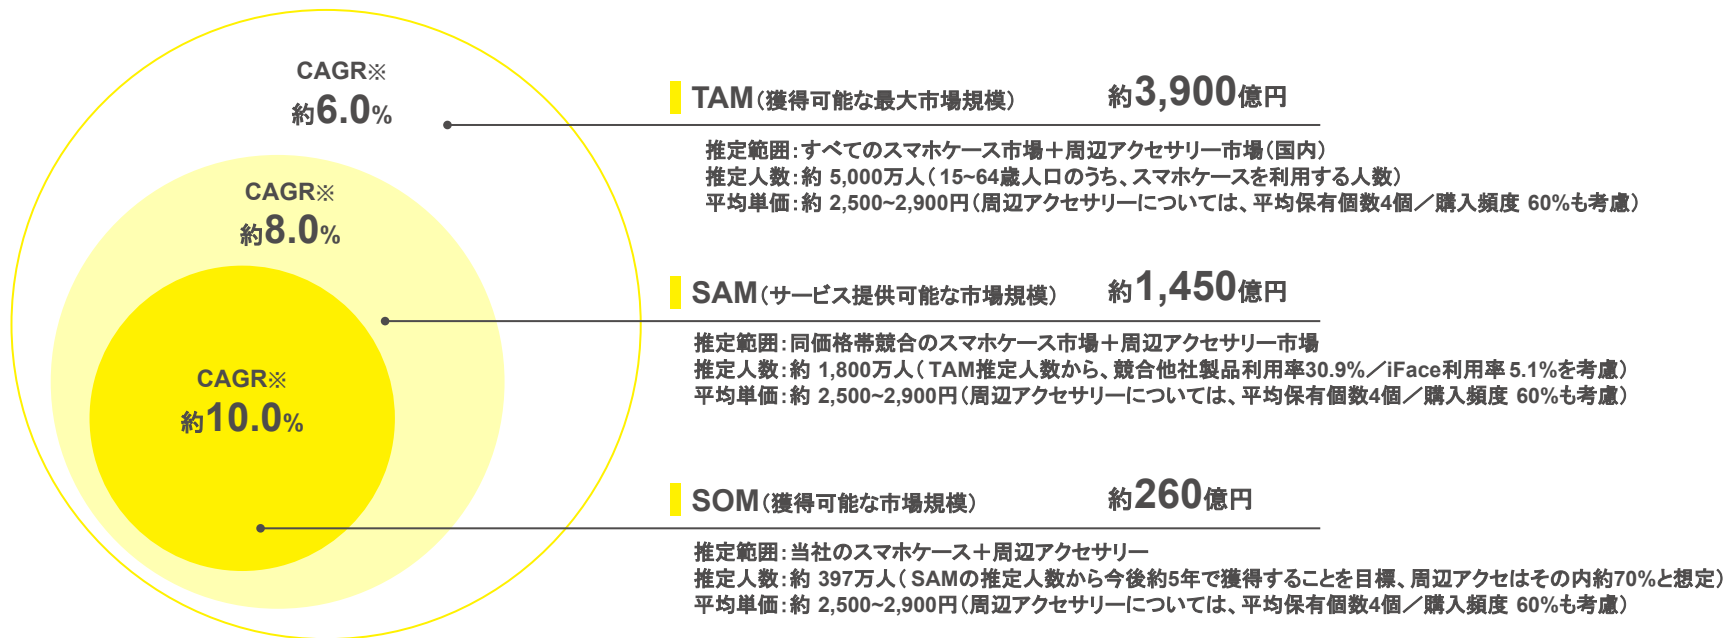 CAGR※
約6.0%
CAGR※
約8.0%
CAGR※
約10.0%
TAM（獲得可能な最大市場規模） 約3,900億円
推定範囲：すべてのスマホケース市場＋周辺アクセサリー市場（国内）
推定人数：約 5,000万人（ 15~64歳人口のうち、スマホケースを利用する人数）
平均単価：約 2,500~2,900円（周辺アクセサリーについては、平均保有個数4個／購入頻度 60%も考慮）
SAM（サービス提供可能な市場規模） 約1,450億円
推定範囲：同価格帯競合のスマホケース市場＋周辺アクセサリー市場
推定人数：約 1,800万人（ TAM推定人数から、競合他社製品利用率30.9%／iFace利用率 5.1%を考慮）
平均単価：約 2,500~2,900円（周辺アクセサリーについては、平均保有個数4個／購入頻度 60%も考慮）
SOM（獲得可能な市場規模） 約260億円
推定範囲：当社のスマホケース＋周辺アクセサリー
推定人数：約 397万人（ SAMの推定人数から今後約5年で獲得することを目標、周辺アクセはその内約70%と想定）
平均単価：約 2,500~2,900円（周辺アクセサリーについては、平均保有個数4個／購入頻度 60%も考慮）